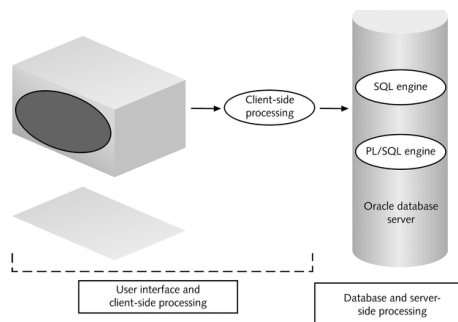 Client-side
processing
SQL engine
PL/SQL engine
Oracle database
server
User interface and
client-side processing
Database and server-
side processing